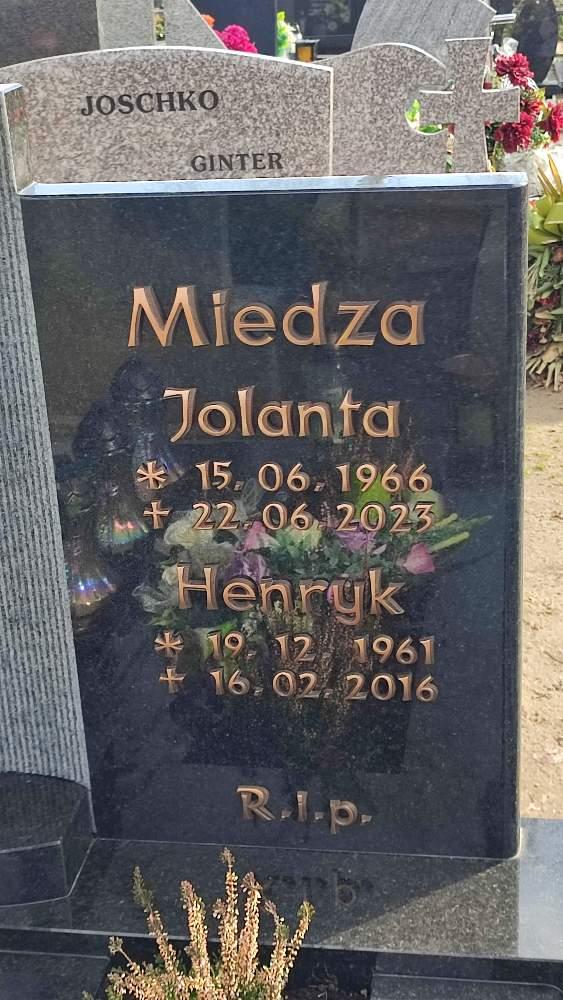 JOSCHKO
GINTER
Miedza
Jolanta
* 15. 06. 1966
† 22. 06. 2023
Henryk
* 19. 12. 1961
† 16. 02. 2016
R.i.p.